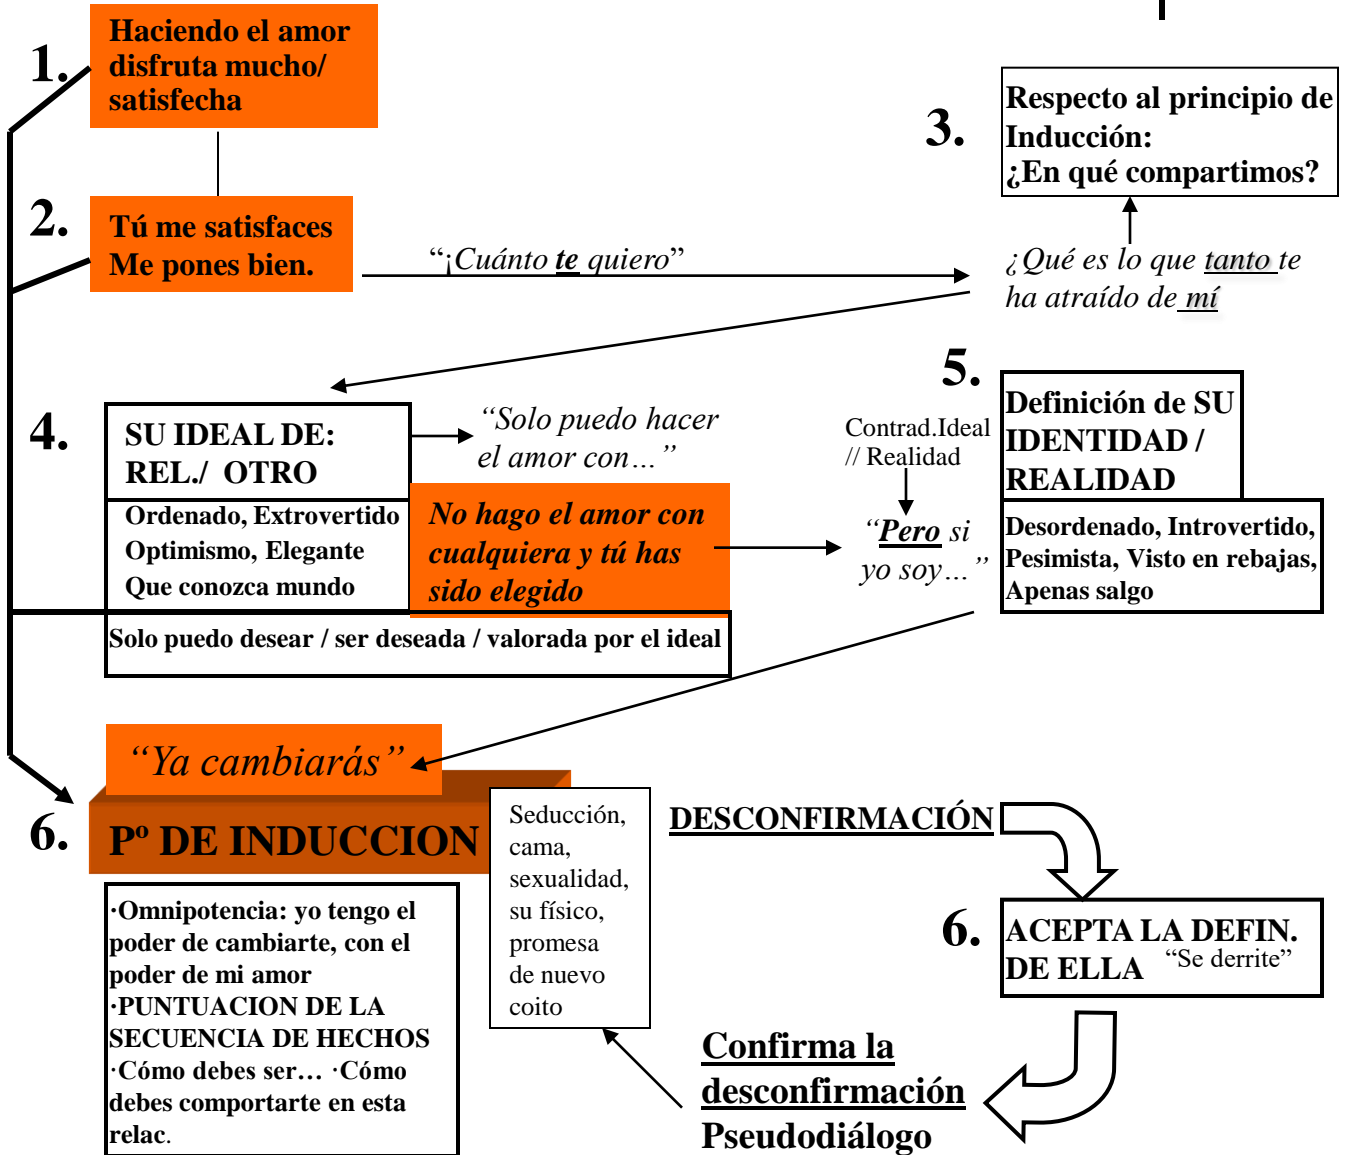 1.
Haciendo el amor
disfruta mucho/
satisfecha
2.
Tú me satisfaces
Me pones bien.
“¡Cuánto te quiero”
3.
Respecto al principio de
Inducción:
¿En qué compartimos?
¿Qué es lo que tanto te
ha atraído de mí
4.
SU IDEAL DE:
REL./ OTRO
Ordenado, Extrovertido
Optimismo, Elegante
Que conozca mundo
“Solo puedo hacer
el amor con…”
No hago el amor con
cualquiera y tú has
sido elegido
Solo puedo desear / ser deseada / valorada por el ideal
Contrad.Ideal
// Realidad
“Pero si
yo soy…”
5.
Definición de SU
IDENTIDAD /
REALIDAD
Desordenado, Introvertido,
Pesimista, Visto en rebajas,
Apenas salgo
“Ya cambiarás”
6.
Pº DE INDUCCION
·Omnipotencia: yo tengo el
poder de cambiarte, con el
poder de mi amor
·PUNTUACION DE LA
SECUENCIA DE HECHOS
·Cómo debes ser… ·Cómo
debes comportarte en esta
relac.
Seducción,
cama,
sexualidad,
su físico,
promesa
de nuevo
coito
DESCONFIRMACIÓN
6.
ACEPTA LA DEFIN.
DE ELLA “Se derrite”
Confirma la
desconfirmación
Pseudodiálogo